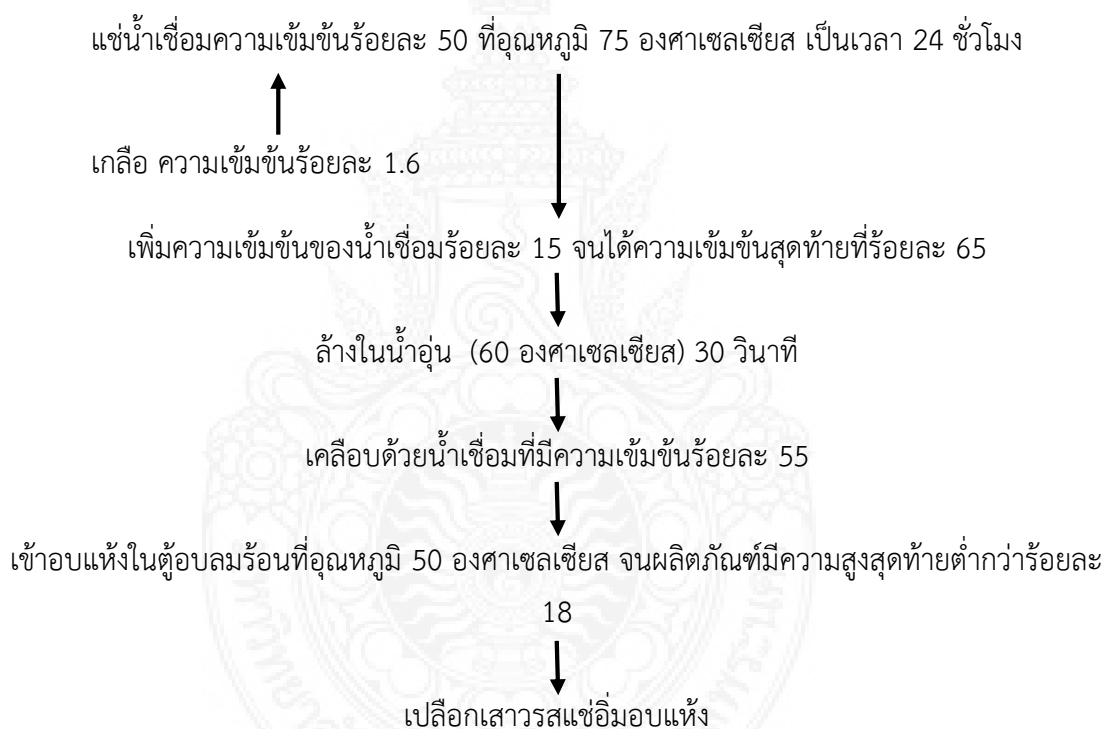 แช่น้ำเชื่อมความเข้มข้นร้อยละ 50 ที่อุณหภูมิ 75 องศาเซลเซียส เป็นเวลา 24 ชั่วโมง
เกลือ ความเข้มข้นร้อยละ 1.6
เพิ่มความเข้มข้นของน้ำเชื่อมร้อยละ 15 จนได้ความเข้มข้นสุดท้ายที่ร้อยละ 65
ล้างในน้ำอุ่น (60 องศาเซลเซียส) 30 วินาที
เคลือบด้วยน้ำเชื่อมที่มีความเข้มข้นร้อยละ 55
เข้าอบแห้งในตู้อบลมร้อนที่อุณหภูมิ 50 องศาเซลเซียส จนผลิตภัณฑ์มีความสูงสุดท้ายต่ำกว่าร้อยละ
18
เปลือกเสาวรสแช่อิ่มอบแห้ง